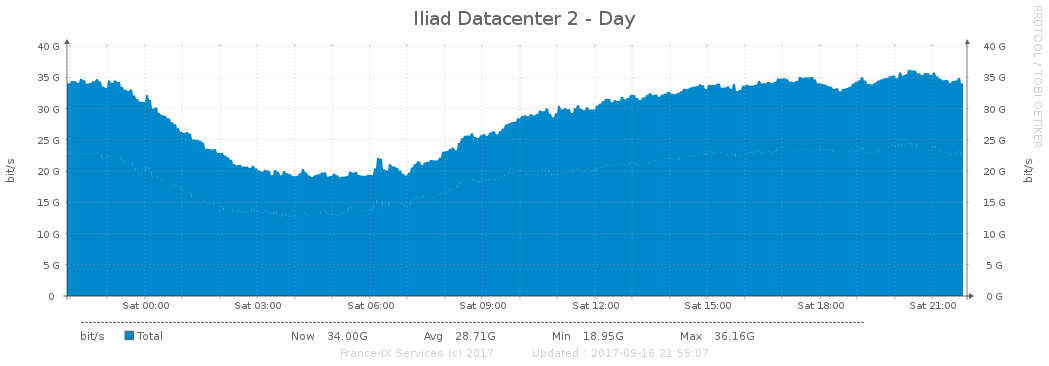 Iliad Datacenter 2 - Day
RRDTOOL / TOBI OETIKER
bit/s
40 G
35 G
30 G
25 G
20 G
15 G
10 G
5 G
0
40 G
35 G
30 G
25 G
20 G
15 G
10 G
5 G
0 G
bit/s
Sat 00:00 Sat 03:00 Sat 06:00 Sat 09:00 Sat 12:00 Sat 15:00 Sat 18:00 Sat 21:00
bit/s Total Now 34.00G Avg 28.71G Min 18.95G Max 36.16G
France-IX Services (c) 2017 Updated : 2017-09-16 21:55:07